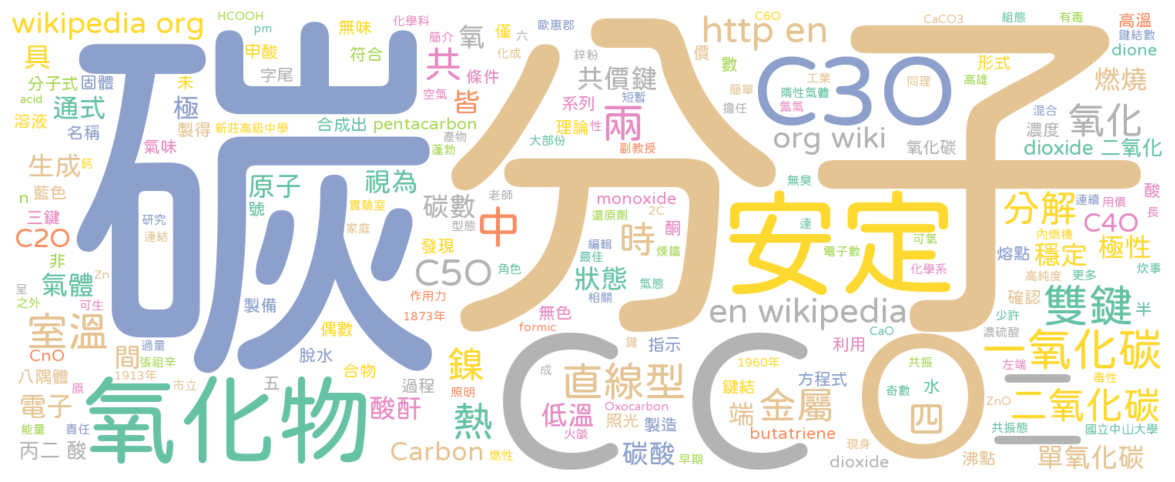 碳
分
子
氧化物
C3O
安定
C
C
O
wikipedia org
http en
org wiki
en wikipedia
HCOOH
pm
化學科
簡介
無味
符合
僅
六
氧
歐惠郡
化成
C6O
價
數
鋅粉
共價鍵
共
甲酸
字尾
條件
空氣
皆
系列
短暫
兩
理論
性
大部份
副教授
具
分子式
固體
未
acid
通式
極
溶液
名稱
製得
新莊高級中學
合成出
pentacarbon
產物
蓬勃
氣味
生成
鈣
藍色
n
三鍵
C2O
非
氣體
呈
之外
可生
Zn
研究
連結
原子
號
實驗室
視為
家庭
老師
碳數
型態
中
發現
C5O
角色
作用力
1873年
monoxide
還原劑
2C
酮
時
編輯
最佳
煉鐵
狀態
氣態
相關
無色
formic
製備
偶數
脫水
室溫
間
過量
CnO
張祖辛
1913年
八隅體
市立
原
電子
能量
責任
丙二 酸
合物
五
過程
酸酐
鎳
照明
熱
Carbon
燃性
成
鍵
指示
直線型
低溫
火燄
Oxocarbon
照光
製造
碳酸
早期
1960年
利用
鍵結
方程式
端
金屬
butatriene
現身
dioxide
共振
奇數
水
四
沸點
CaCO3
組態
有毒
高溫
鍵結數
dione
形式
燃燒
工業
同理
簡單
惰性氣體
高雄
擔任
氮氣
混合
濃度
氧化
氧化碳
dioxide 二氧化
無臭
達
電子數
可氧
化學系
連續
用價
酸
長
分解
C4O
內燃機
穩定
極性
熔點
炊事
高純度
更多
確認
雙鍵
半
少許
CaO
濃硫酸
一氧化碳
左端
毒性
ZnO
二氧化碳
共振態
國立中山大學
單氧化碳